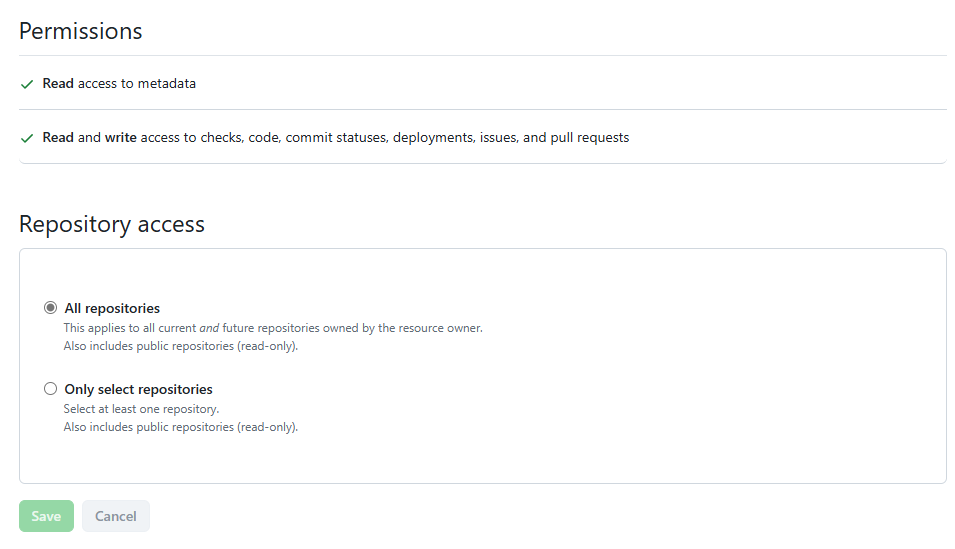 Permissions
Read access to metadata
Read and write access to checks, code, commit statuses, deployments, issues, and pull requests
Repository access
All repositories
This applies to all current and future repositories owned by the resource owner.
Also includes public repositories (read-only).
Only select repositories
Select at least one repository.
Also includes public repositories (read-only).
Save Cancel